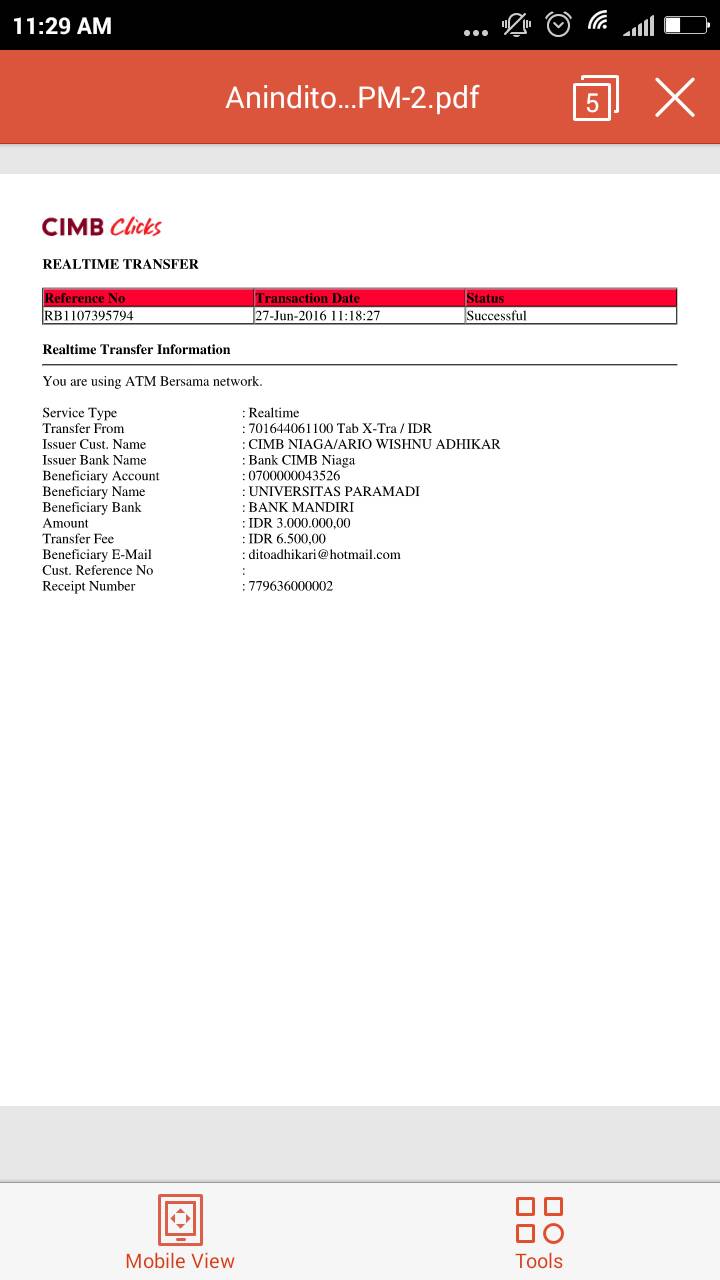 11:29 AM
Anindito...PM-2.pdf
5
CIMB Clicks
REALTIME TRANSFER
Reference No Transaction Date Status
RB1107395794 27-Jun-2016 11:18:27 Successful
Realtime Transfer Information
You are using ATM Bersama network.
Service Type : Realtime
Transfer From : 701644061100 Tab X-Tra / IDR
Issuer Cust. Name : CIMB NIAGA/ARIO WISHNU ADHIKAR
Issuer Bank Name : Bank CIMB Niaga
Beneficiary Account : 0700000043526
Beneficiary Name : UNIVERSITAS PARAMADI
Beneficiary Bank : BANK MANDIRI
Amount : IDR 3.000.000,00
Transfer Fee : IDR 6.500,00
Beneficiary E-Mail : ditoadhikari@hotmail.com
Cust. Reference No :
Receipt Number : 779636000002
Mobile View Tools